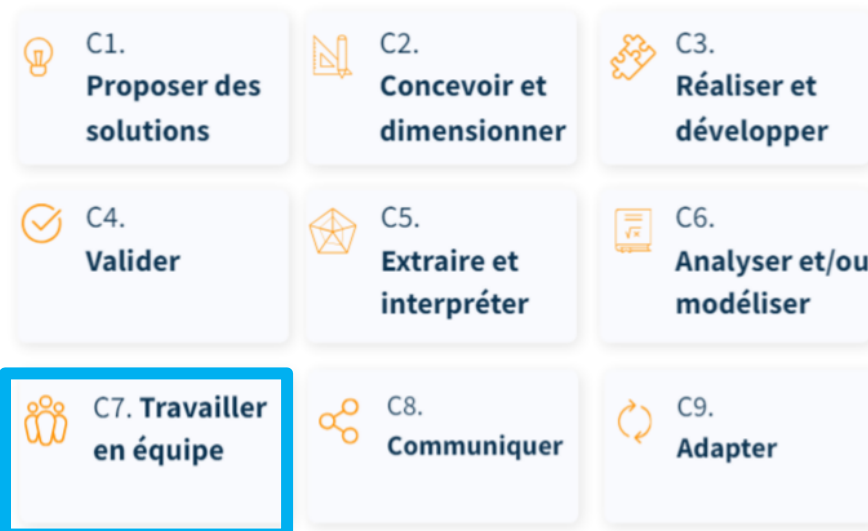 C1.
Proposer des
solutions
C2.
Concevoir et
dimensionner
C3.
Réaliser et
développer
C4.
Valider
C5.
Extraire et
interpréter
C6.
Analyser et/ou
modéliser
C7. Travailler
en équipe
C8.
Communiquer
C9.
Adapter